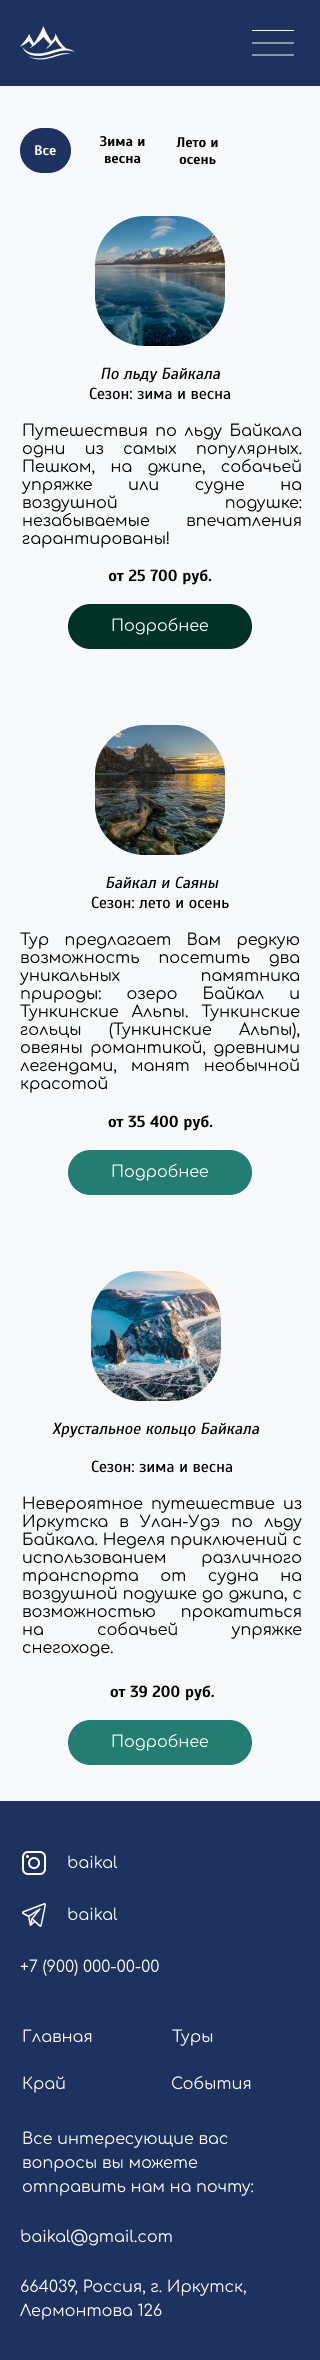 Все
Зима и
весна
Лето и
осень
По льду Байкала
Сезон: зима и весна
Путешествия по льду Байкала
одни из самых популярных.
Пешком, на джипе, собачьей
упряжке или судне на
воздушной подушке:
незабываемые впечатления
гарантированы!
от 25 700 руб.
Подробнее
Байкал и Саяны
Сезон: лето и осень
Тур предлагает Вам редкую
возможность посетить два
уникальных памятника
природы: озеро Байкал и
Тункинские Альпы. Тункинские
гольцы (Тункинские Альпы),
овеяны романтикой, древними
легендами, манят необычной
красотой
от 35 400 руб.
Подробнее
Хрустальное кольцо Байкала
Сезон: зима и весна
Невероятное путешествие из
Иркутска в Улан-Удэ по льду
Байкала. Неделя приключений с
использованием различного
транспорта от судна на
воздушной подушке до джипа, с
возможностью прокатиться
на собачьей упряжке
снегоходе.
от 39 200 руб.
Подробнее
baikal
baikal
+7 (900) 000-00-00
Главная Туры
Край События
Все интересующие вас
вопросы вы можете
отправить нам на почту:
baikal@gmail.com
664039, Россия, г. Иркутск,
Лермонтова 126